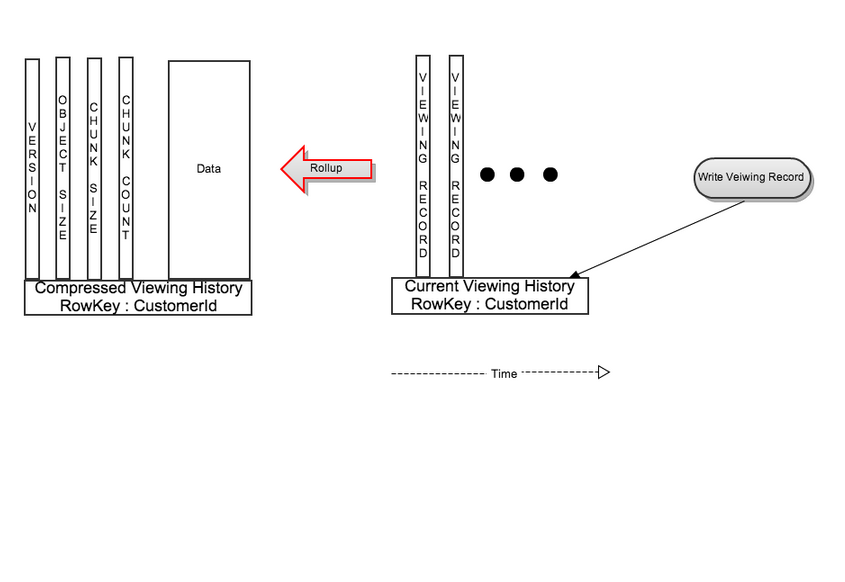 VERSION
OBJECT SIZE
CHUNK SIZE
CHUNK COUNT
Data
Compressed Viewing History
RowKey : CustomerId
Rollup
VIEWING RECORD
VIEWING RECORD
Current Viewing History
RowKey : CustomerId
Write Veiwing Record
Time